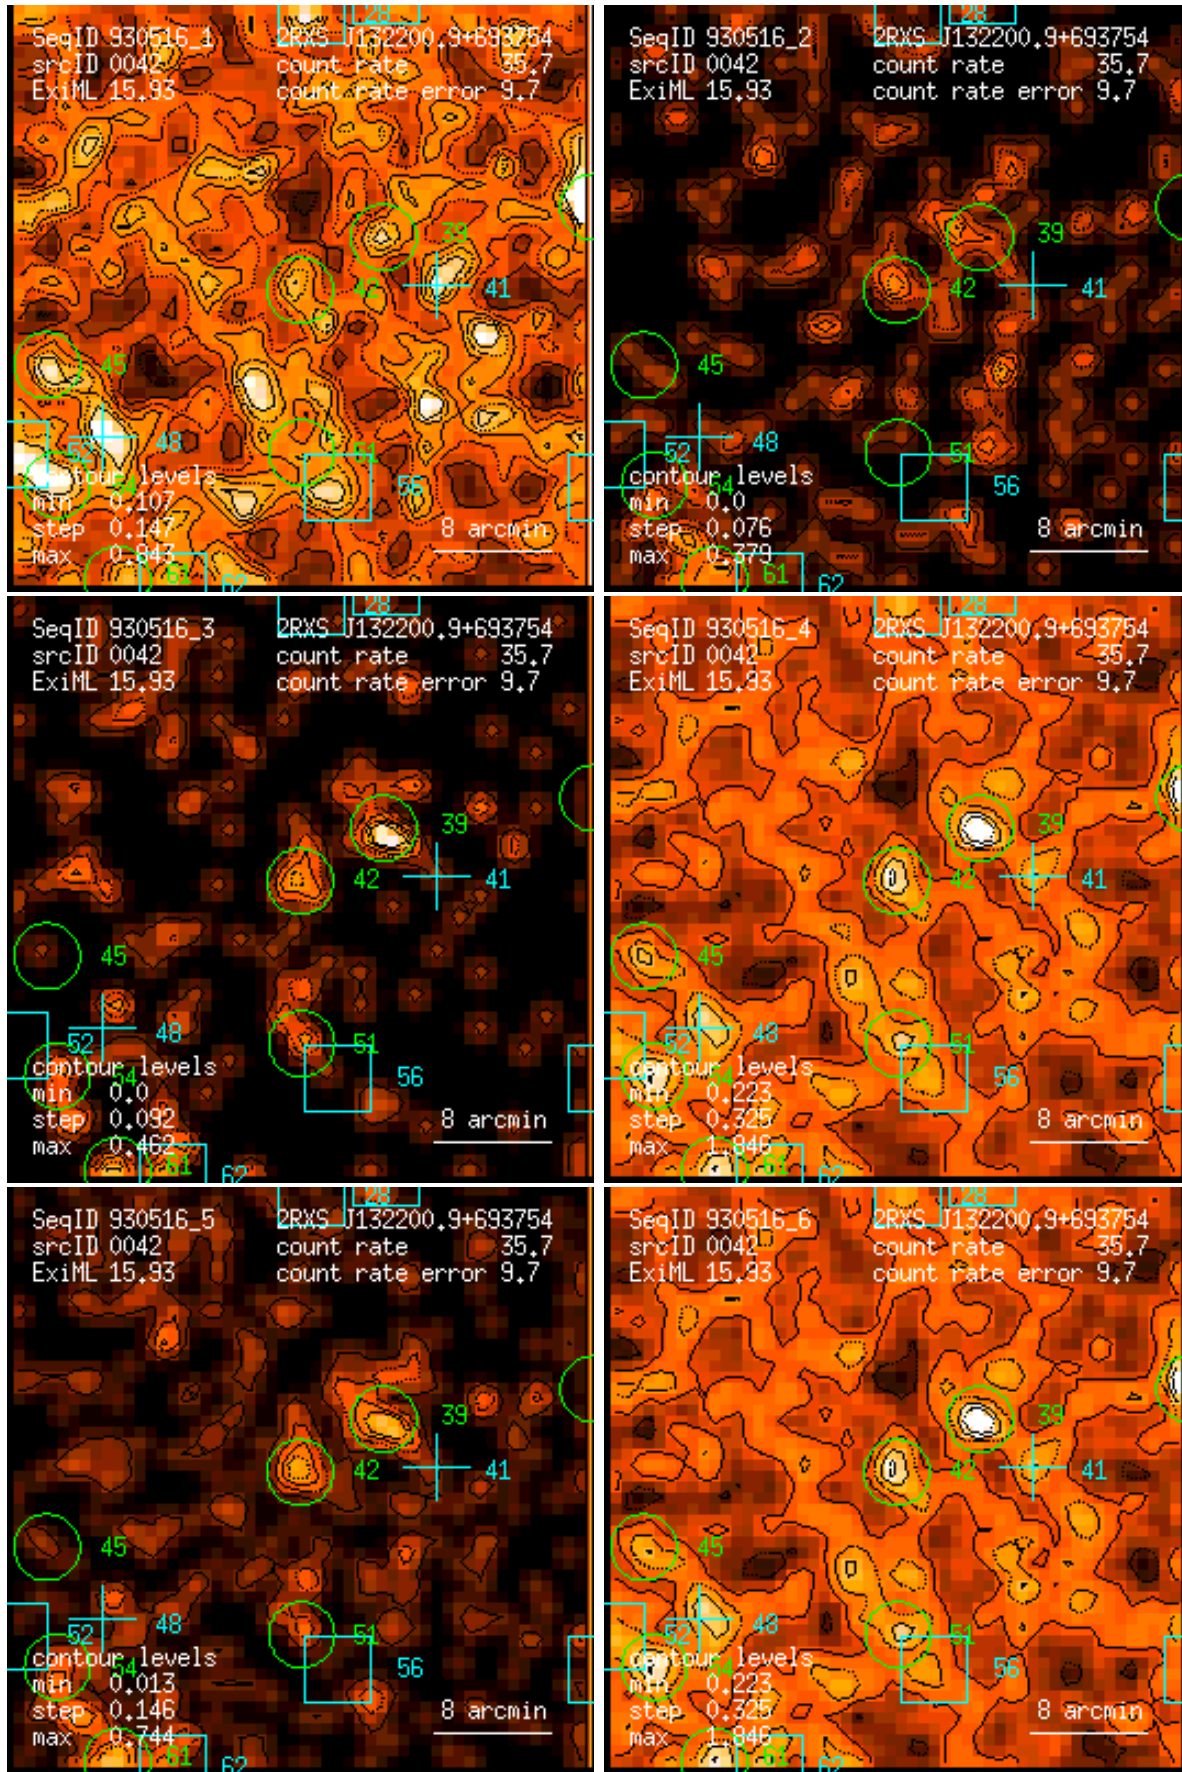 28
SeqID 930516_1 2RXS J132200.9+693754
srcID 0042 count rate 35.7
ExiML 15.93 count rate error 9.7
39
42 41
45
52 48 51
contour levels 54 56
min 0.107
step 0.147 8 arcmin
max 0.843 61 62
28
SeqID 930516_2 2RXS J132200.9+693754
srcID 0042 count rate 35.7
ExiML 15.93 count rate error 9.7
39
42 41
45
52 48 51
contour levels 54 56
min 0.0
step 0.076 8 arcmin
max 0.379 61 62
28
SeqID 930516_3 2RXS J132200.9+693754
srcID 0042 count rate 35.7
ExiML 15.93 count rate error 9.7
39
42 41
45
52 48 51
contour levels 54 56
min 0.0
step 0.092 8 arcmin
max 0.462 61 62
28
SeqID 930516_4 2RXS J132200.9+693754
srcID 0042 count rate 35.7
ExiML 15.93 count rate error 9.7
39
42 41
45
52 48 51
contour levels 54 56
min 0.223
step 0.325 8 arcmin
max 1.846 61 62
28
SeqID 930516_5 2RXS J132200.9+693754
srcID 0042 count rate 35.7
ExiML 15.93 count rate error 9.7
39
42 41
45
52 48 51
contour levels 54 56
min 0.013
step 0.146 8 arcmin
max 0.744 61 62
28
SeqID 930516_6 2RXS J132200.9+693754
srcID 0042 count rate 35.7
ExiML 15.93 count rate error 9.7
39
42 41
45
52 48 51
contour levels 54 56
min 0.223
step 0.325 8 arcmin
max 1.846 61 62